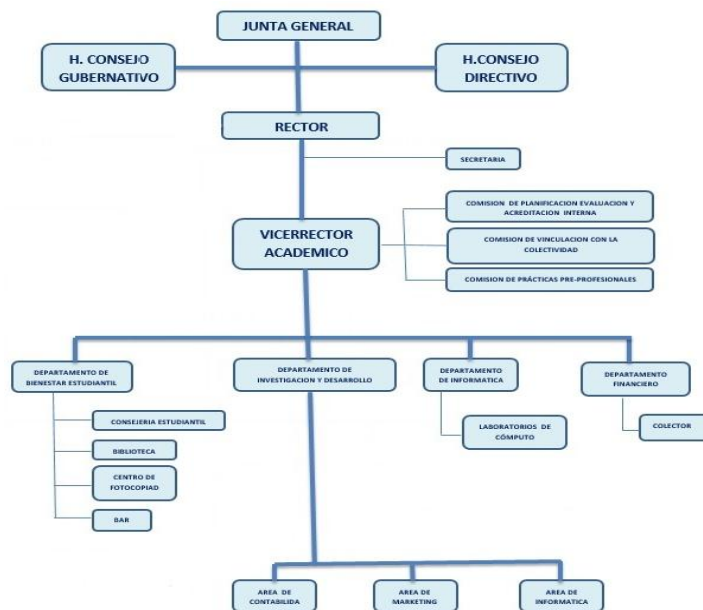 JUNTA GENERAL
H. CONSEJO
GUBERNATIVO
H.CONSEJO
DIRECTIVO
RECTOR
SECRETARIA
COMISION DE PLANIFICACION EVALUACION Y
ACREDITACION INTERNA
VICERRECTOR
ACADEMICO
COMISION DE VINCULACION CON LA
COLECTIVIDAD
COMISION DE PRÁCTICAS PRE-PROFESIONALES
DEPARTAMENTO DE
BIENESTAR ESTUDIANTIL
DEPARTAMENTO DE
INVESTIGACION Y DESARROLLO
DEPARTAMENTO
DE INFORMATICA
DEPARTAMENTO
FINANCIERO
CONSEJERIA ESTUDIANTIL
BIBLIOTECA
CENTRO DE
FOTOCOPIAD
BAR
LABORATORIOS DE
CÓMPUTO
COLECTOR
AREA DE
CONTABILIDA
AREA DE
MARKETING
AREA DE
INFORMATICA